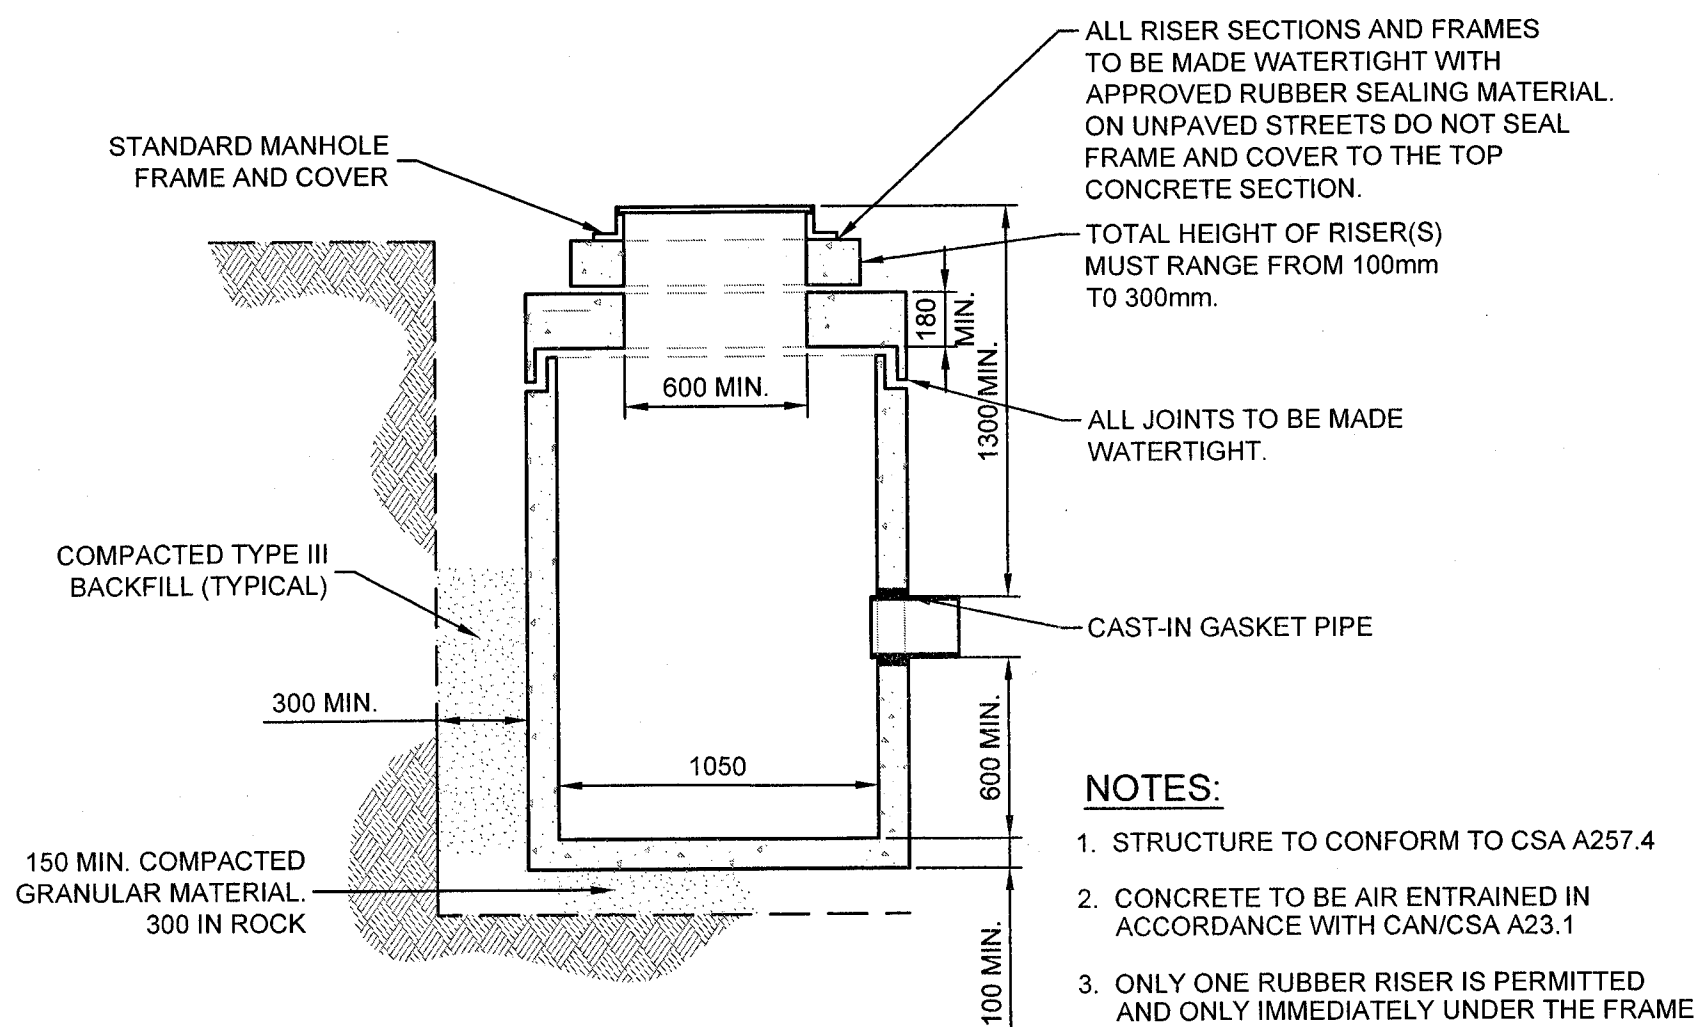 ALL RISER SECTIONS AND FRAMES
TO BE MADE WATERTIGHT WITH
APPROVED RUBBER SEALING MATERIAL.
ON UNPAVED STREETS DO NOT SEAL
FRAME AND COVER TO THE TOP
CONCRETE SECTION.
STANDARD MANHOLE
FRAME AND COVER
TOTAL HEIGHT OF RISER(S)
MUST RANGE FROM 100mm
T0 300mm.
180
MIN.
1300 MIN.
600 MIN.
ALL JOINTS TO BE MADE
WATERTIGHT.
COMPACTED TYPE III
BACKFILL (TYPICAL)
CAST-IN GASKET PIPE
300 MIN.
600 MIN.
1050
150 MIN. COMPACTED
GRANULAR MATERIAL.
300 IN ROCK
100 MIN.
NOTES:
1. STRUCTURE TO CONFORM TO CSA A257.4
2. CONCRETE TO BE AIR ENTRAINED IN
ACCORDANCE WITH CAN/CSA A23.1
3. ONLY ONE RUBBER RISER IS PERMITTED
AND ONLY IMMEDIATELY UNDER THE FRAME